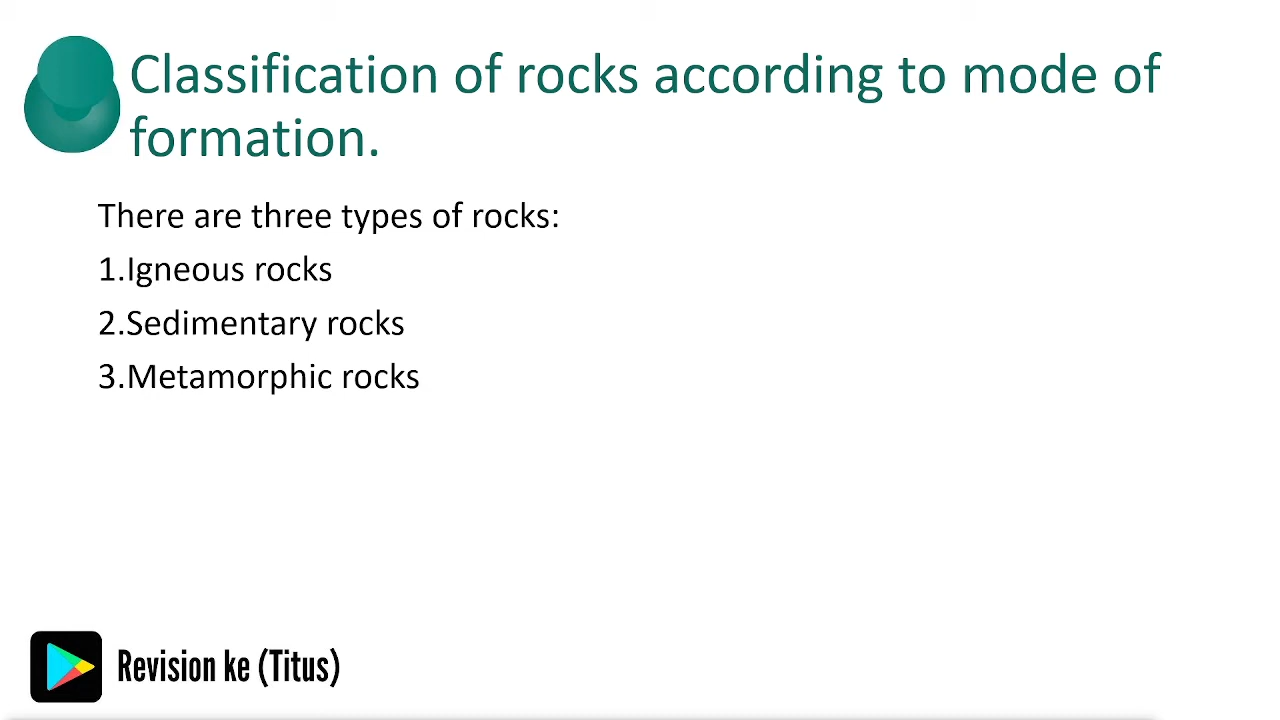 Classification of rocks according to mode of
formation.
There are three types of rocks:
1.Igneous rocks
2.Sedimentary rocks
3.Metamorphic rocks
Revision ke (Titus)